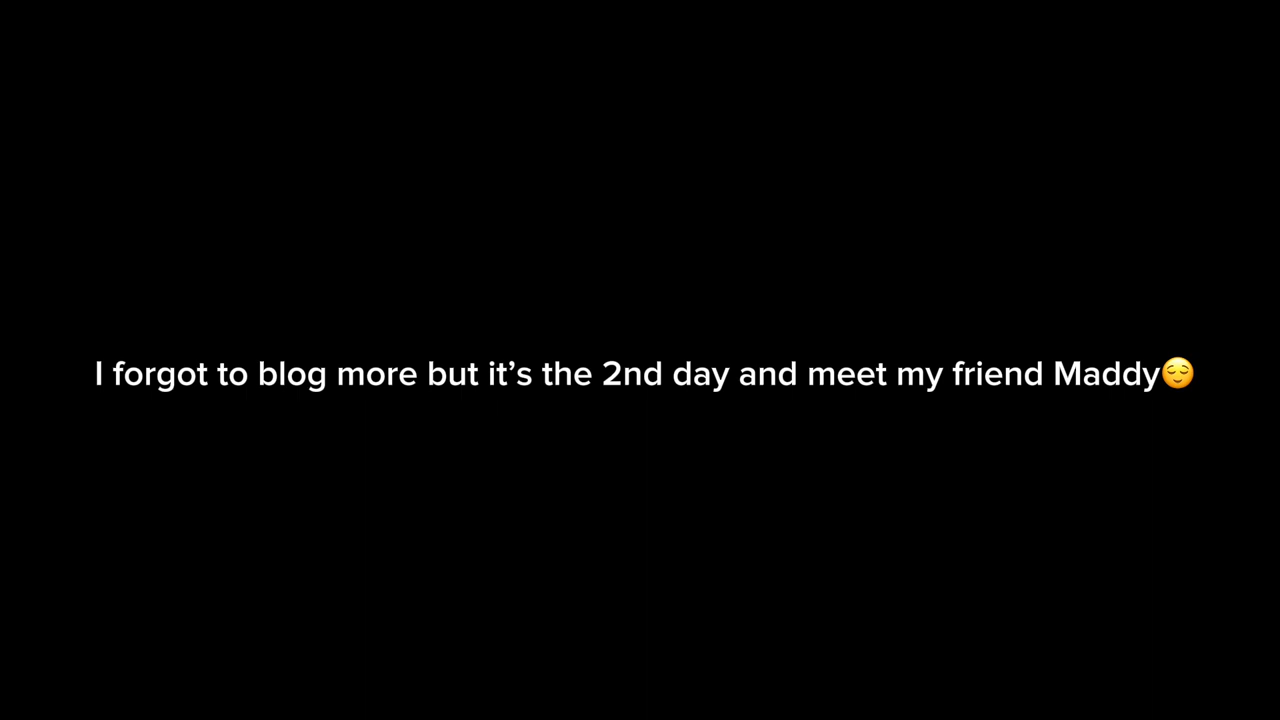 I forgot to blog more but it’s the 2nd day and meet my friend Maddy😌